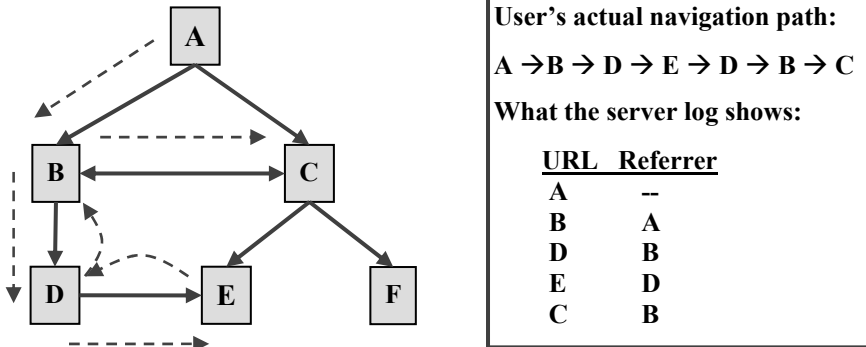 A
B
C
D
E
F
User’s actual navigation path:
A → B → D → E → D → B → C
What the server log shows:
URL Referrer
A --
B A
D B
E D
C B